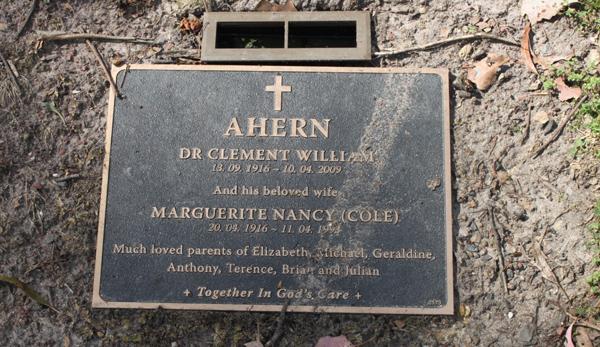 AHERN
DR CLEMENT WILLIAM
13. 09. 1916 ~ 10. 04. 2009
And his beloved wife
MARGUERITE NANCY (COLE)
20. 04. 1916 ~ 11. 04. 1994
Much loved parents of Elizabeth, Michael, Geraldine,
Anthony, Terence, Brian and Julian
+ Together In God's Care +